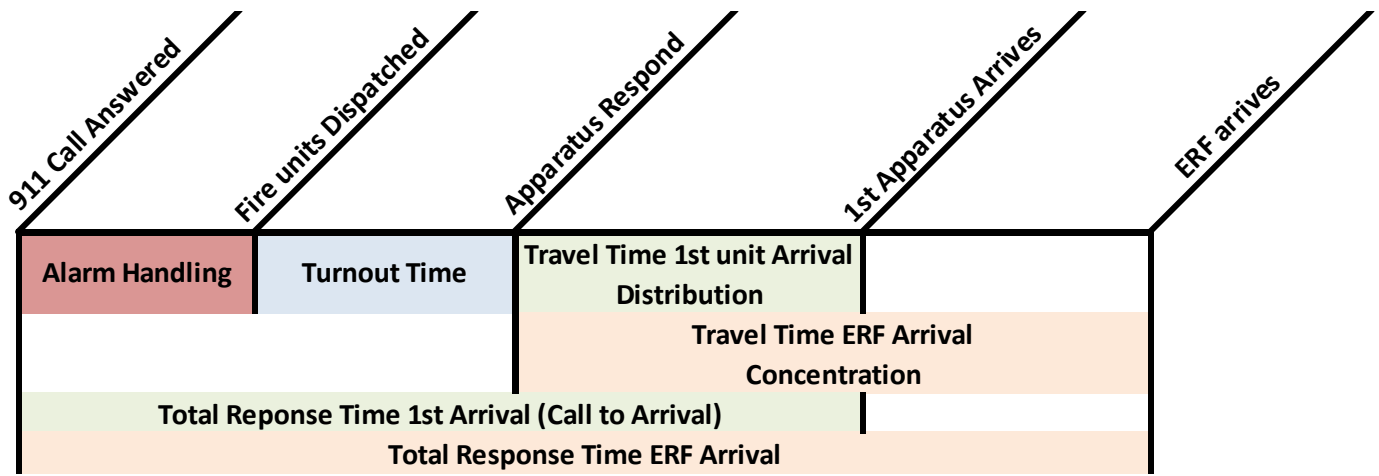 911 Call Answered
Fire units Dispatched
Apparatus Respond
1st Apparatus Arrives
ERF arrives
Alarm Handling
Turnout Time
Travel Time 1st unit Arrival
Distribution
Travel Time ERF Arrival
Concentration
Total Reponse Time 1st Arrival (Call to Arrival)
Total Response Time ERF Arrival